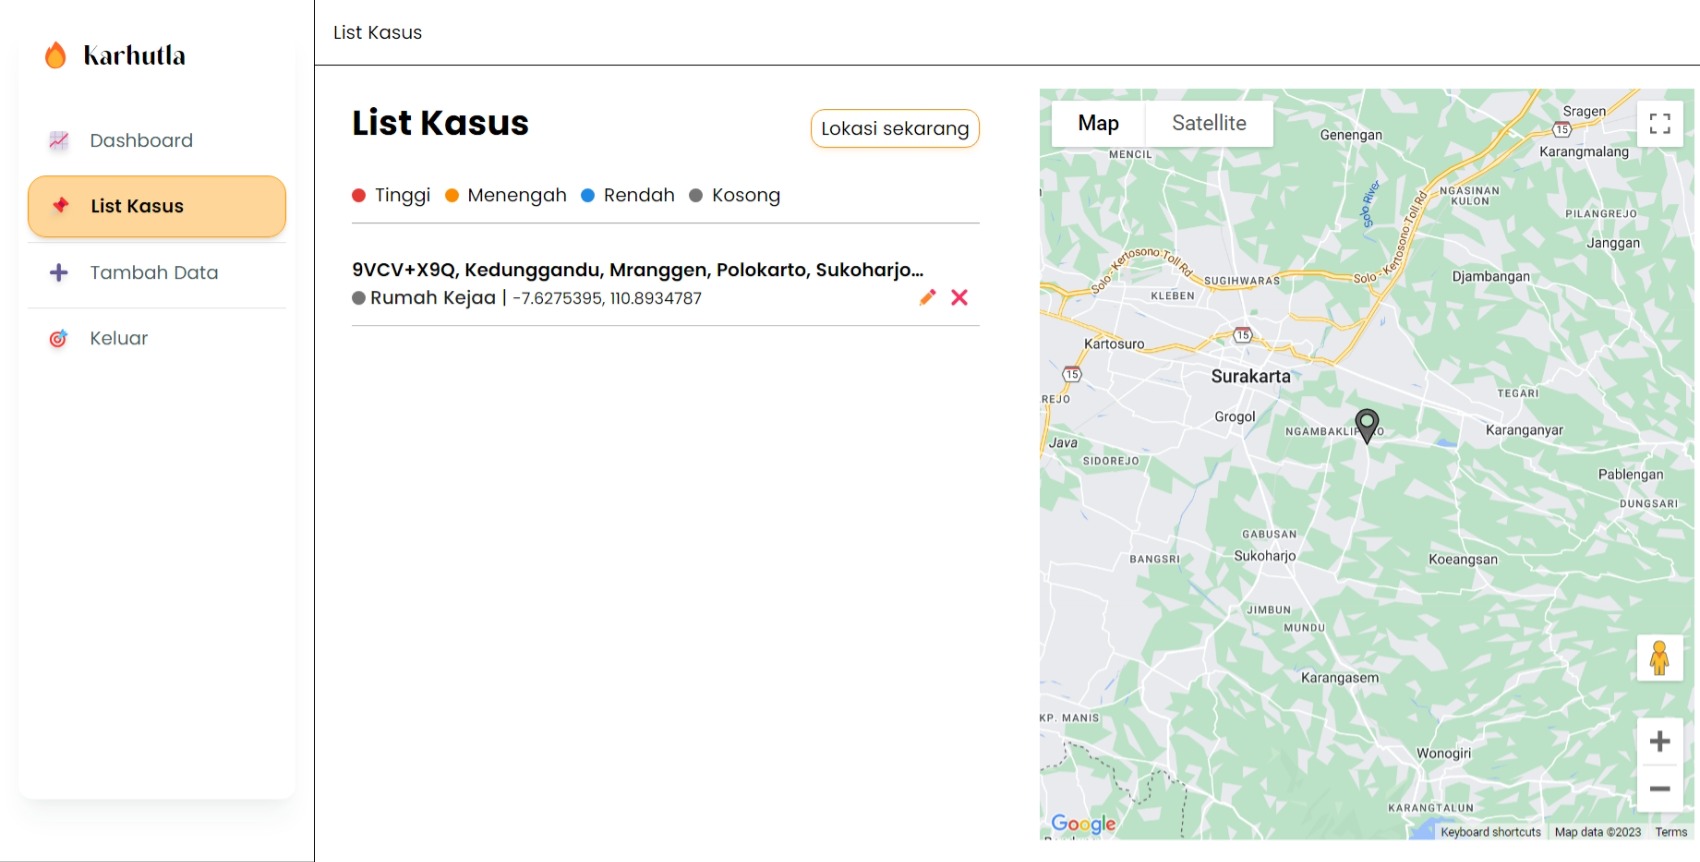 Karhutla
Dashboard
List Kasus
Tambah Data
Keluar
List Kasus
List Kasus
Lokasi sekarang
Tinggi Menengah Rendah Kosong
9VCV+X9Q, Kedunggandu, Mranggen, Polokarto, Sukoharjo...
Rumah Kejaa | -7.6275395, 110.8934787
Map Satellite
Sragen
15
Genengan
Karangmalang
MENCIL
NGASINAN
KULON
Solo River
PILANGREJO
Janggan
Solo - Kertosono Toll Rd
Solo - Kertosono Toll Rd
SUGIHWARAS
Djambangan
KLEBEN
15
Kartosuro
15
Surakarta
TEGARI
REJO
Grogol
NGAMBAKLIP
O
Karanganyar
Java
SIDOREJO
Pablengan
DUNGSARI
GABUSAN
Sukoharjo
BANGSRI
Koeangsan
JIMBUN
MUNDU
Karangasem
KP. MANIS
Wonogiri
KARANGTALUN
Google
Keyboard shortcuts
Map data ©2023
Terms